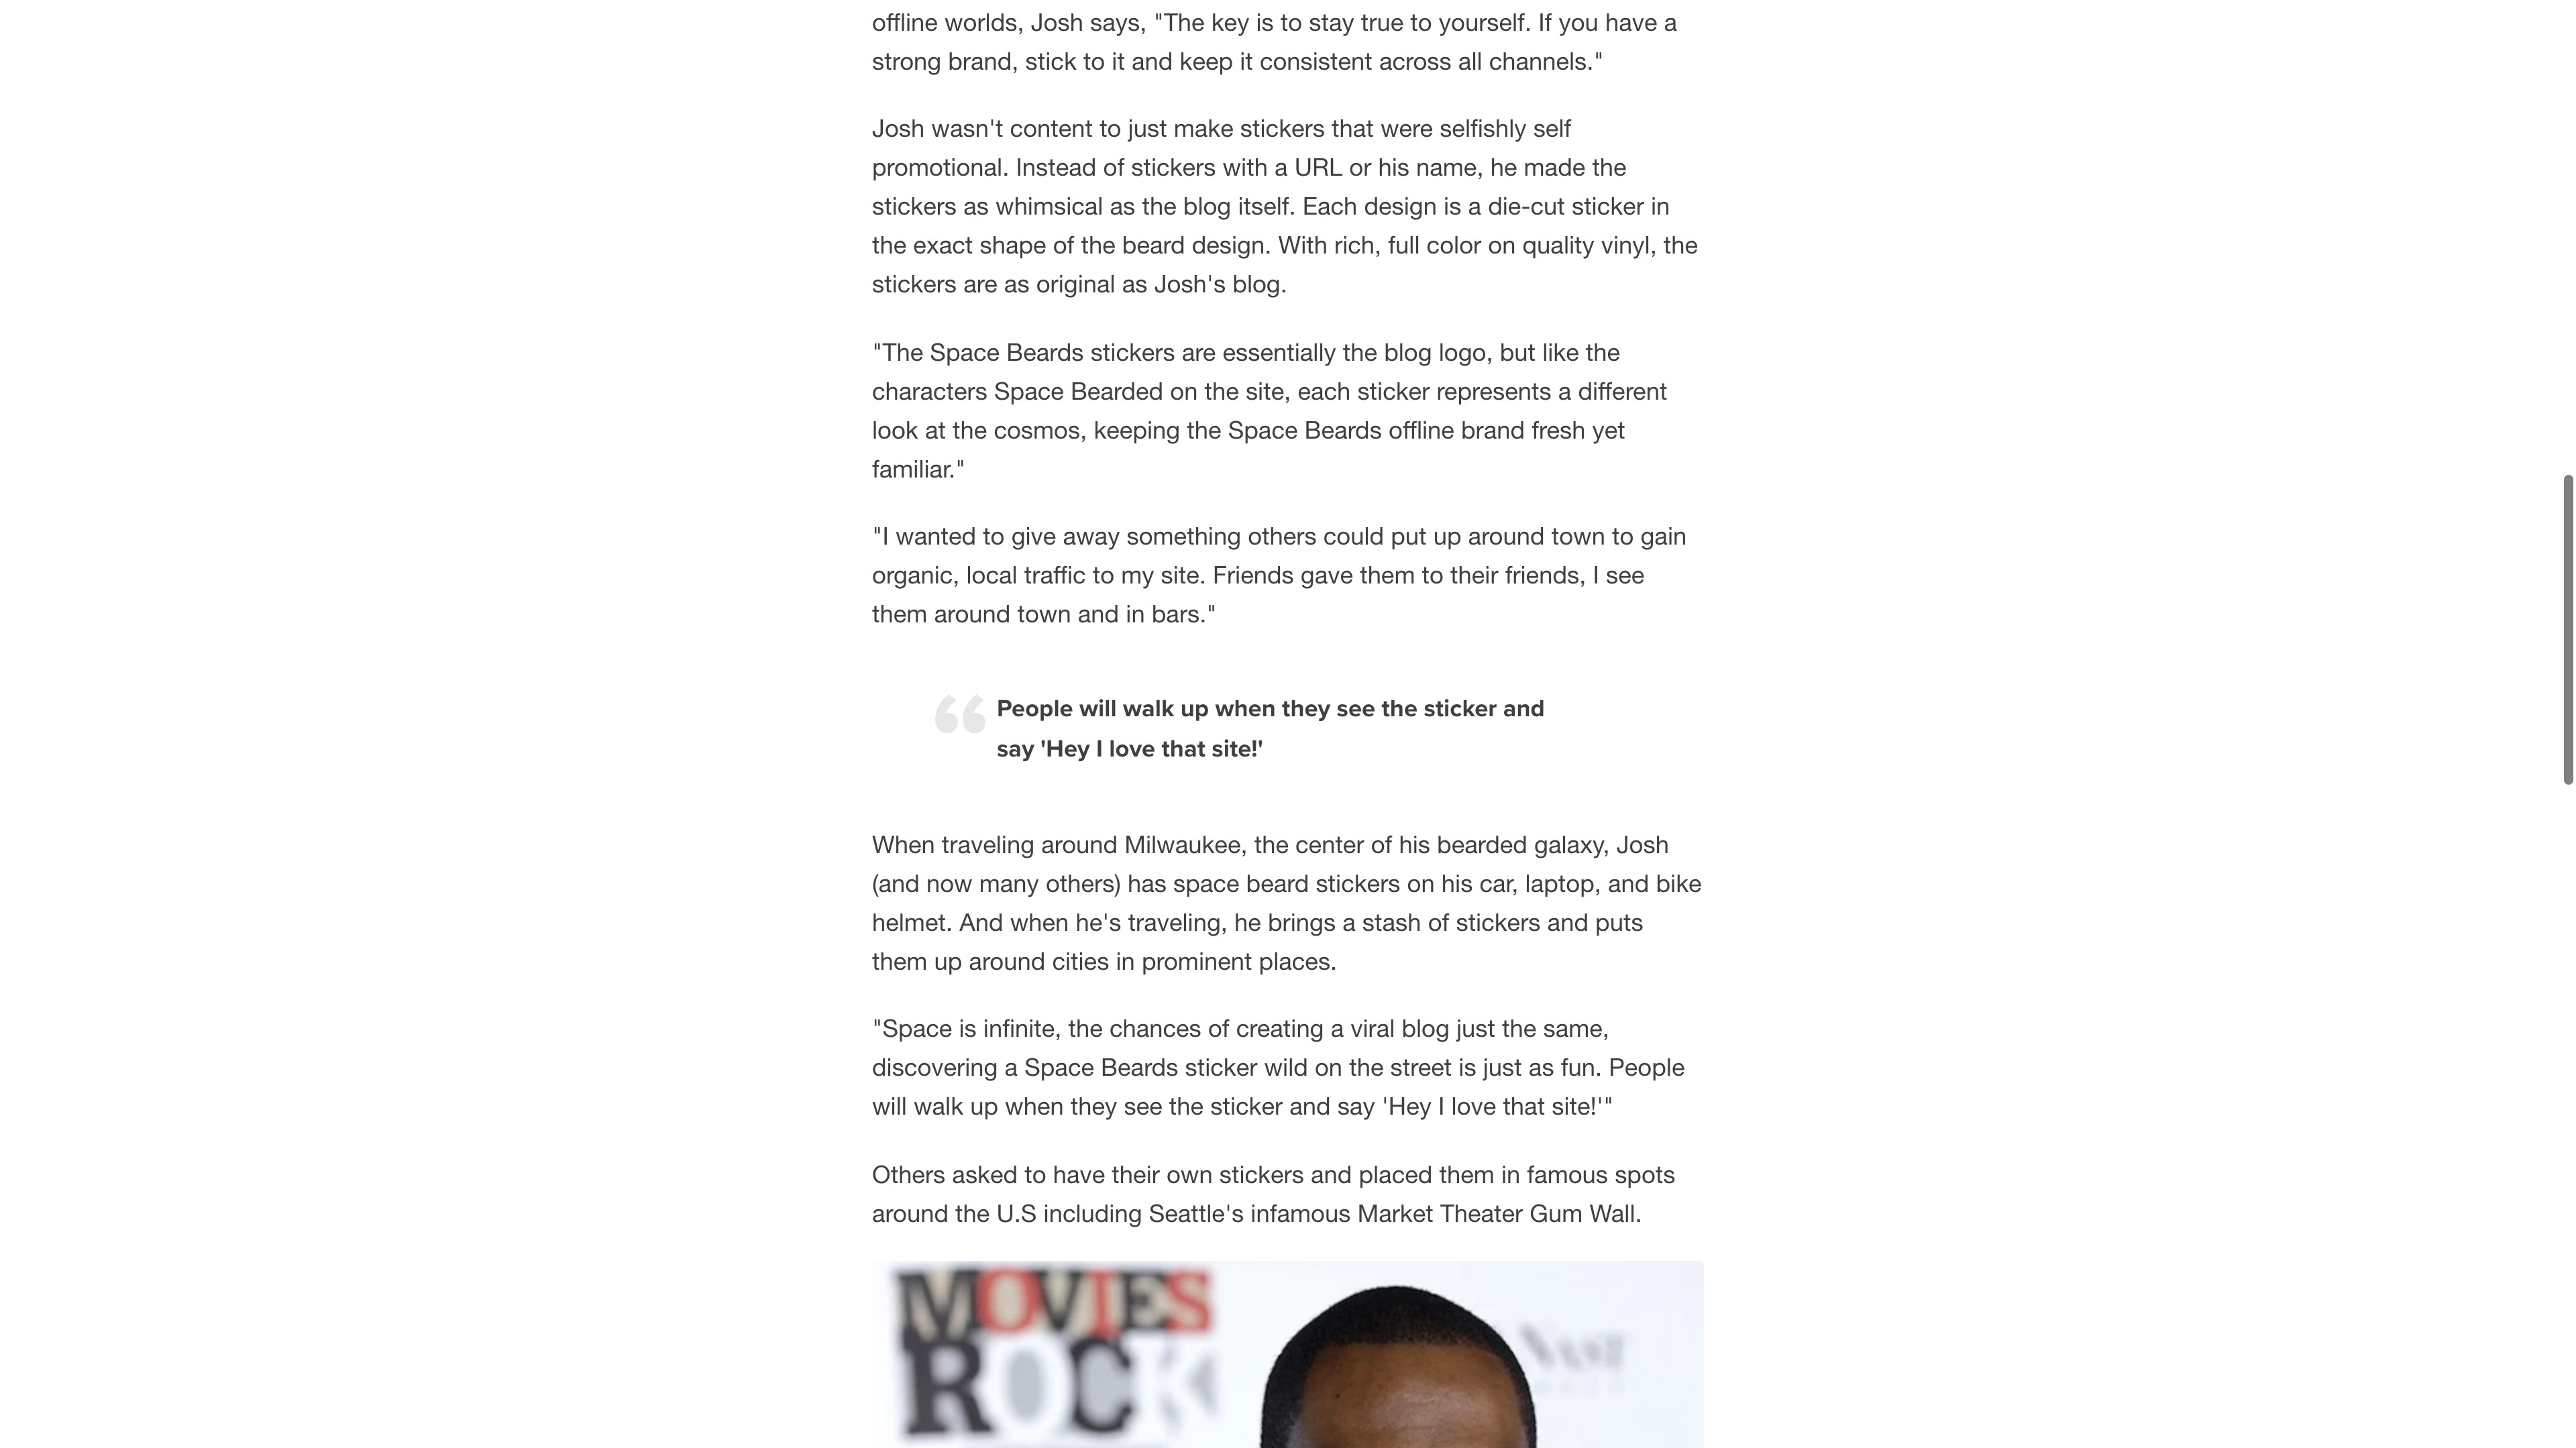 offline worlds, Josh says, "The key is to stay true to yourself. If you have a
strong brand, stick to it and keep it consistent across all channels."
Josh wasn't content to just make stickers that were selfishly self
promotional. Instead of stickers with a URL or his name, he made the
stickers as whimsical as the blog itself. Each design is a die-cut sticker in
the exact shape of the beard design. With rich, full color on quality vinyl, the
stickers are as original as Josh's blog.
"The Space Beards stickers are essentially the blog logo, but like the
characters Space Bearded on the site, each sticker represents a different
look at the cosmos, keeping the Space Beards offline brand fresh yet
familiar."
"I wanted to give away something others could put up around town to gain
organic, local traffic to my site. Friends gave them to their friends, I see
them around town and in bars."
“ People will walk up when they see the sticker and
say 'Hey I love that site!'
When traveling around Milwaukee, the center of his bearded galaxy, Josh
(and now many others) has space beard stickers on his car, laptop, and bike
helmet. And when he's traveling, he brings a stash of stickers and puts
them up around cities in prominent places.
"Space is infinite, the chances of creating a viral blog just the same,
discovering a Space Beards sticker wild on the street is just as fun. People
will walk up when they see the sticker and say 'Hey I love that site!'"
Others asked to have their own stickers and placed them in famous spots
around the U.S including Seattle's infamous Market Theater Gum Wall.
MOVIES
ROCK